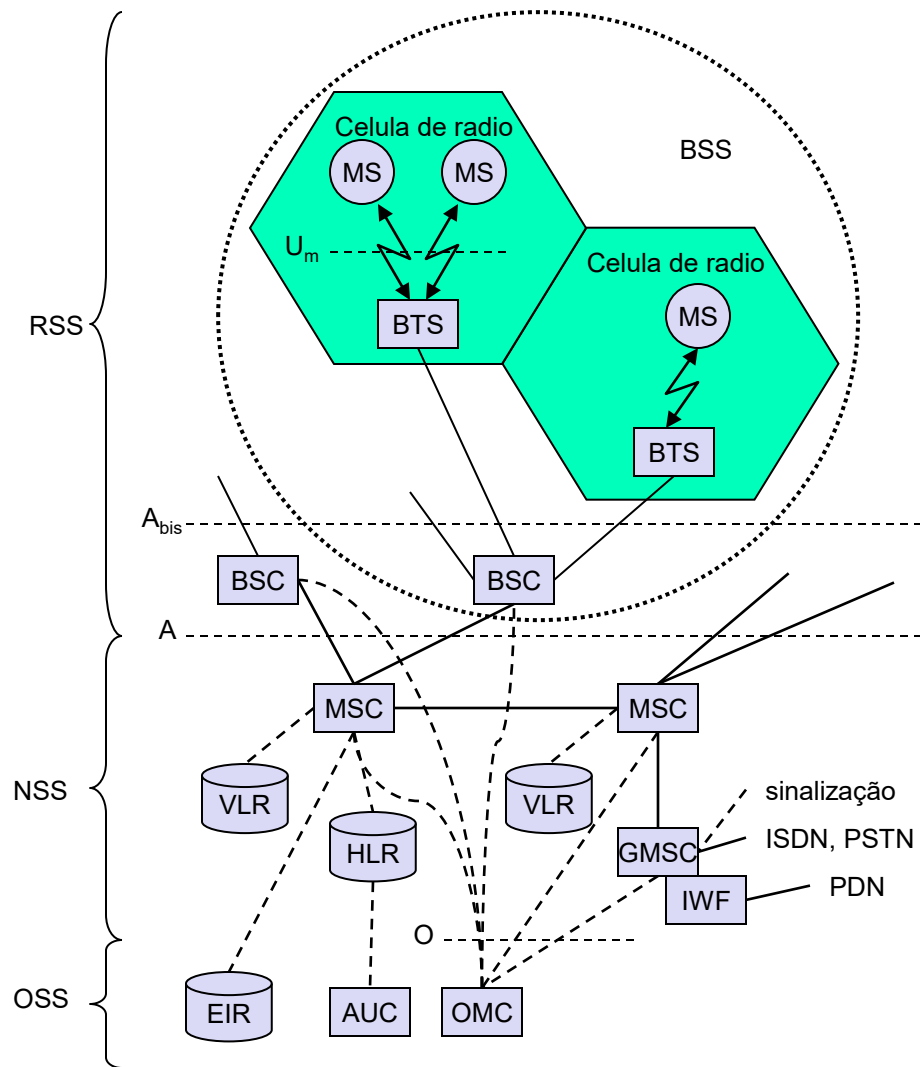 Celula de radio
BSS
MS
MS
Um
Celula de radio
MS
RSS
BTS
BTS
Abis
BSC
BSC
A
MSC
MSC
NSS
VLR
VLR
sinalização
HLR
GMSC
ISDN, PSTN
IWF
PDN
O
OSS
EIR
AUC
OMC